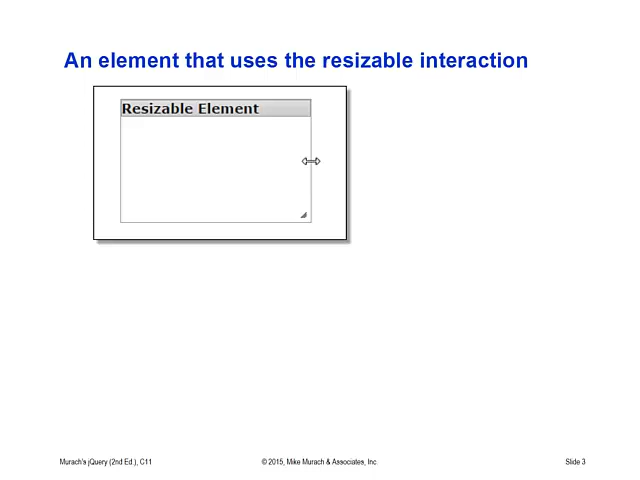 An element that uses the resizable interaction
Resizable Element
Murach's jQuery (2nd Ed.), C11 © 2015, Mike Murach & Associates, Inc. Slide 3